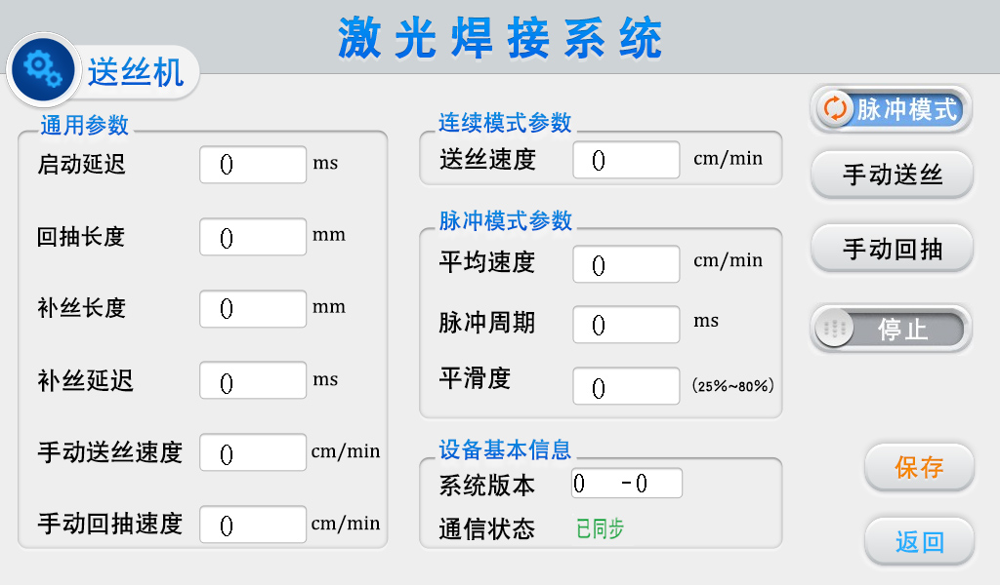 激光焊接系统
送丝机
通用参数
启动延迟 0 ms
回抽长度 0 mm
补丝长度 0 mm
补丝延迟 0 ms
手动送丝速度 0 cm/min
手动回抽速度 0 cm/min
连续模式参数
送丝速度 0 cm/min
脉冲模式参数
平均速度 0 cm/min
脉冲周期 0 ms
平滑度 0 (25%~80%)
设备基本信息
系统版本 0 -0
通信状态 已同步
脉冲模式
手动送丝
手动回抽
停止
保存
返回